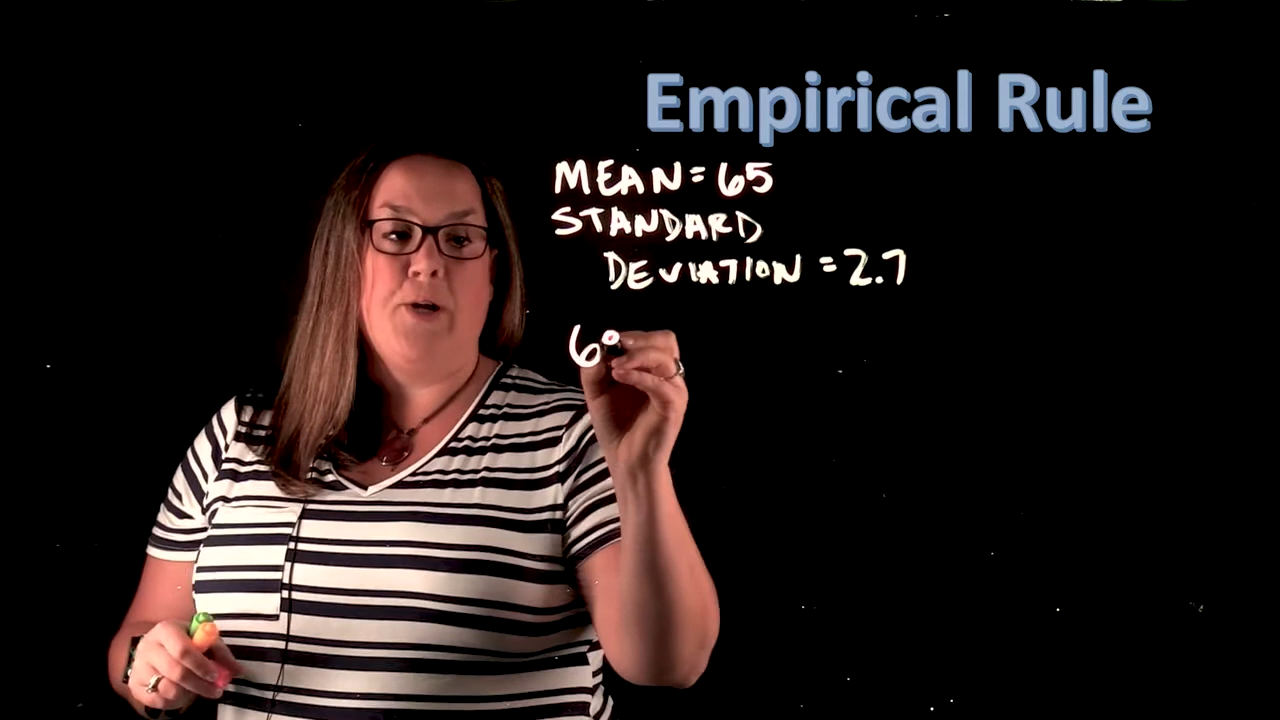 Empirical Rule
MEAN = 65
STANDARD
DEVIATION = 2.7
6